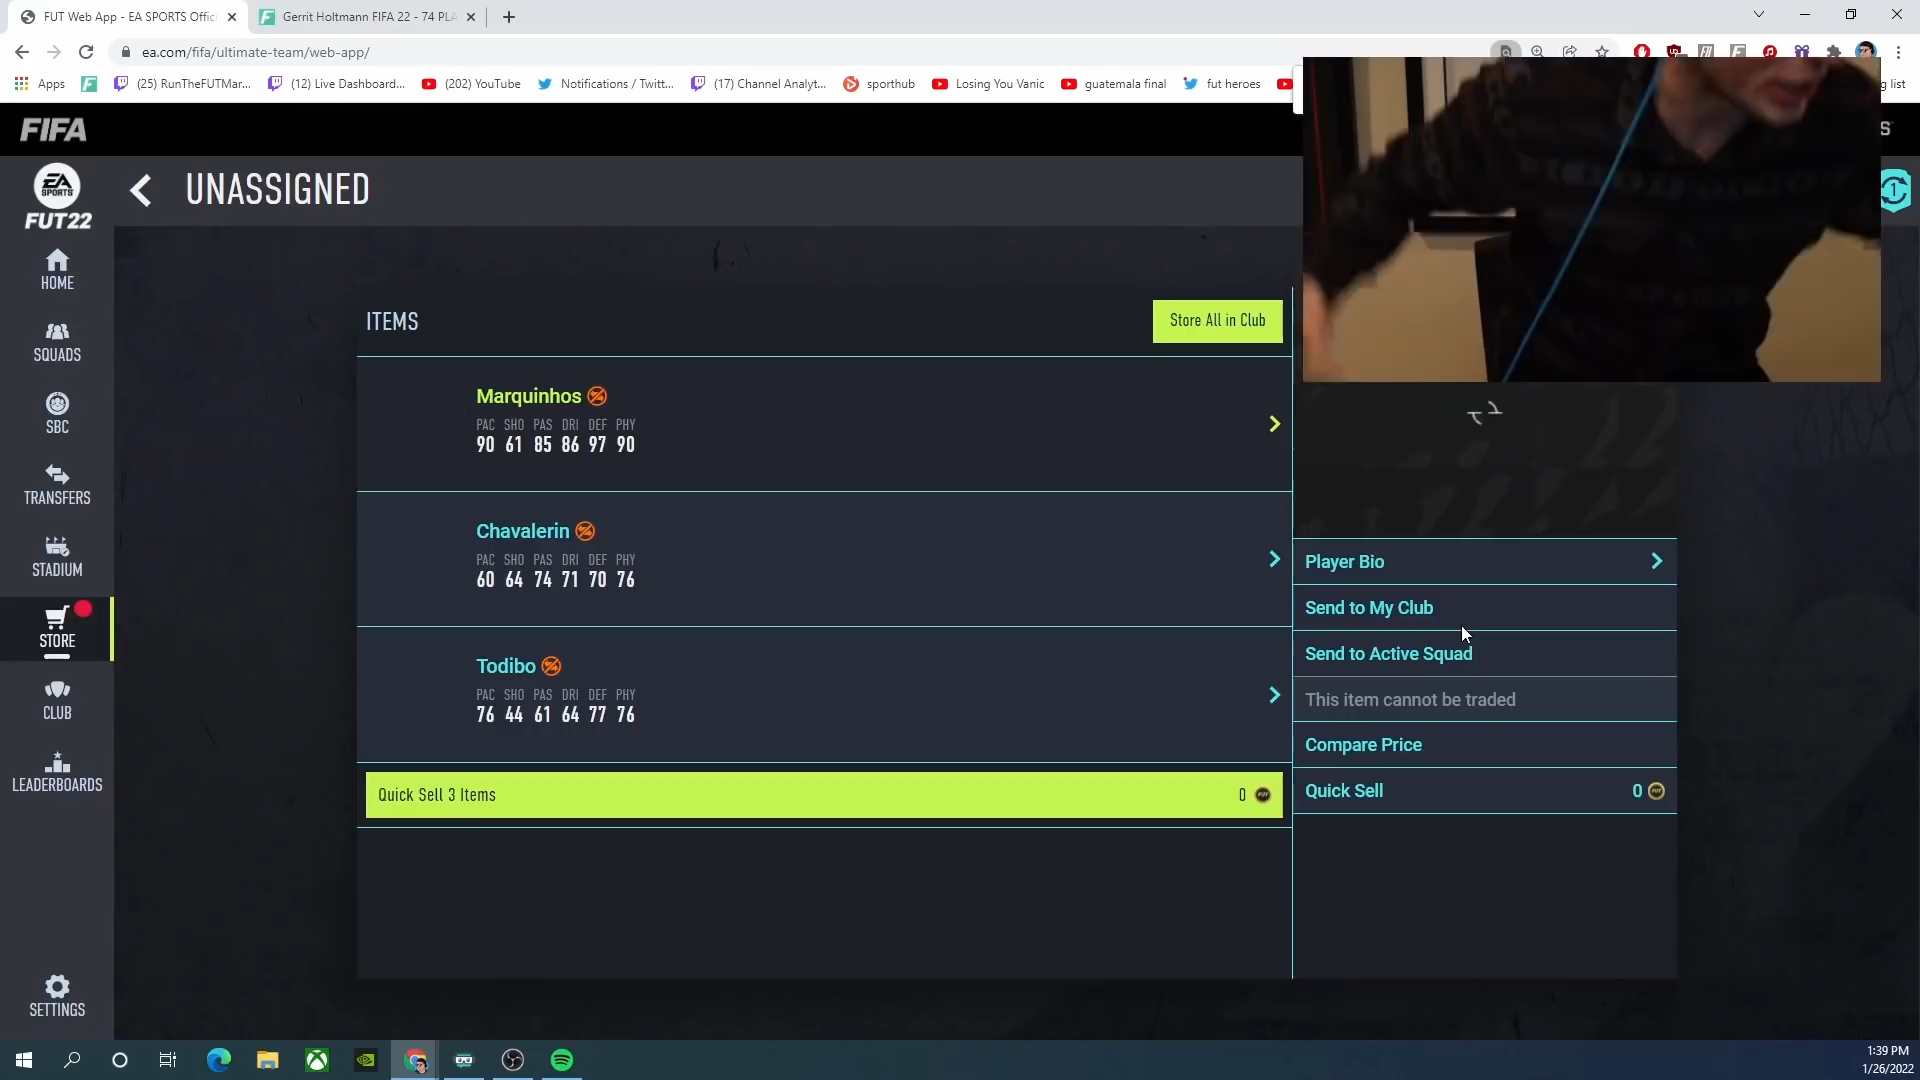 FUT Web App - EA SPORTS Offici
Gerrit Holtmann FIFA 22 - 74 PLA
ea.com/fifa/ultimate-team/web-app/
Apps
(25) RunTheFUTMar...
(12) Live Dashboard...
(202) YouTube
Notifications / Twitt...
(17) Channel Analyt...
sporthub
Losing You Vanic
guatemala final
fut heroes
g list
FIFA
S
EA SPORTS
FUT22
UNASSIGNED
1
HOME
SQUADS
SBC
TRANSFERS
STADIUM
STORE
CLUB
LEADERBOARDS
SETTINGS
ITEMS
Store All in Club
Marquinhos
PAC SHO PAS DRI DEF PHY
90 61 85 86 97 90
Chavalerin
PAC SHO PAS DRI DEF PHY
60 64 74 71 70 76
Todibo
PAC SHO PAS DRI DEF PHY
76 44 61 64 77 76
Quick Sell 3 Items 0
Player Bio
Send to My Club
Send to Active Squad
This item cannot be traded
Compare Price
Quick Sell 0
1:39 PM
1/26/2022